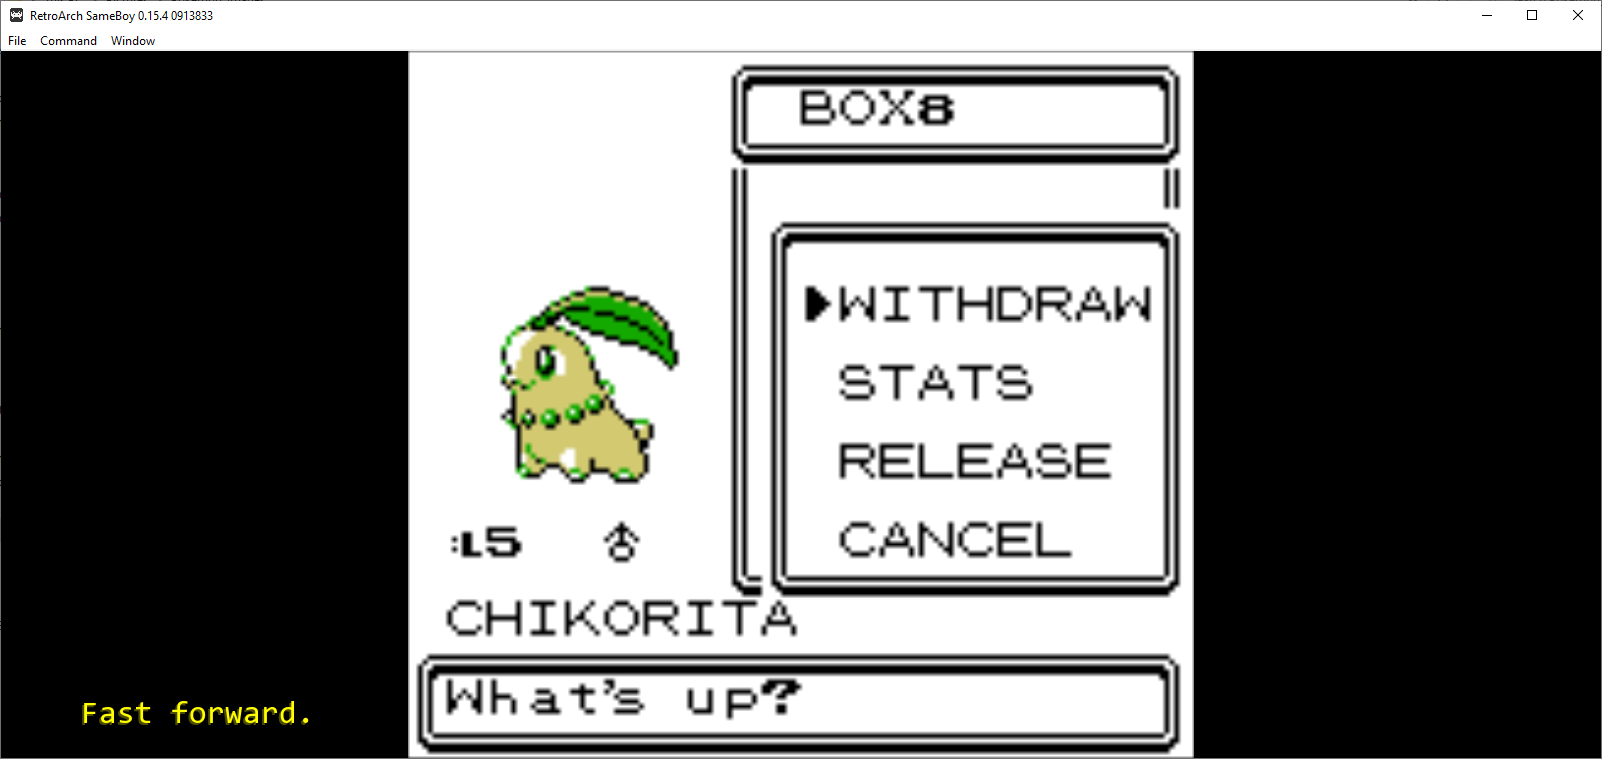 RetroArch SameBoy 0.15.4 0913833
File Command Window
BOX8
▶WITHDRAW
STATS
RELEASE
CANCEL
:L5 ♂
CHIKORITA
What's up?
Fast forward.